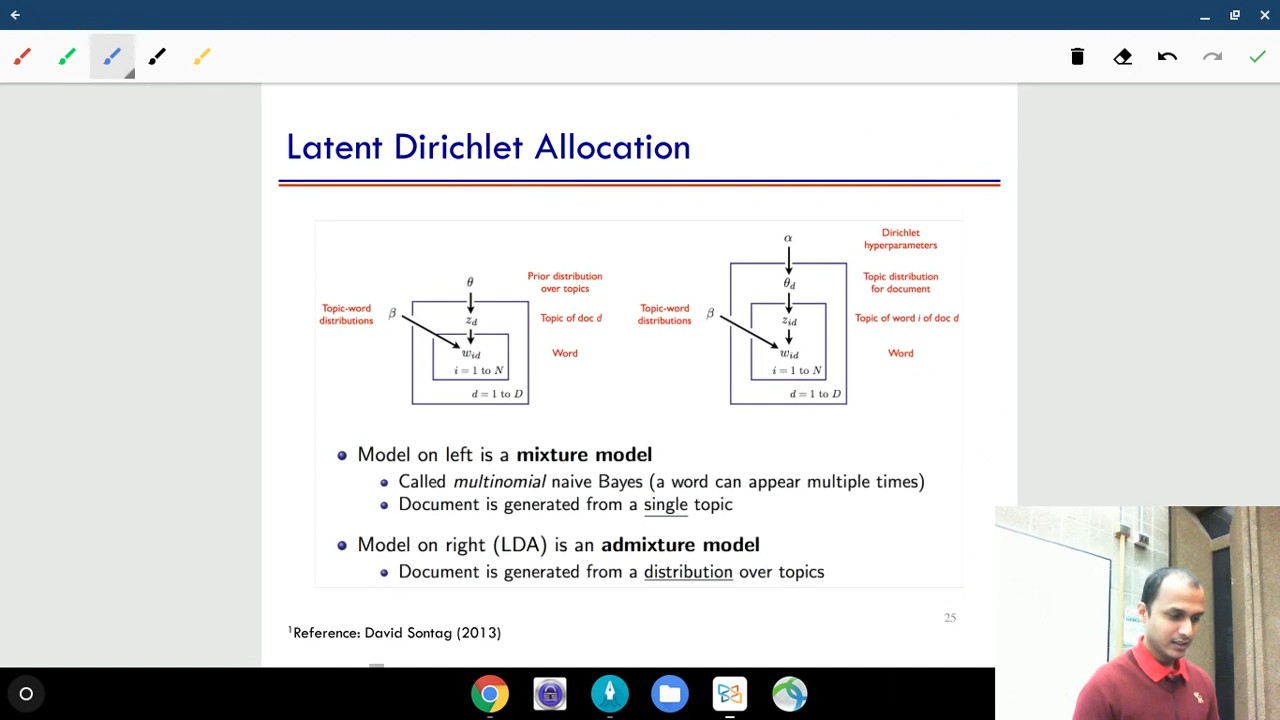 Latent Dirichlet Allocation
θ
Prior distribution
over topics
Topic-word
distributions
β
z_d
Topic of doc d
w_id
Word
i = 1 to N
d = 1 to D
α
Dirichlet
hyperparameters
θ_d
Topic distribution
for document
Topic-word
distributions
β
z_id
Topic of word i of doc d
w_id
Word
i = 1 to N
d = 1 to D
Model on left is a mixture model
Called multinomial naive Bayes (a word can appear multiple times)
Document is generated from a single topic
Model on right (LDA) is an admixture model
Document is generated from a distribution over topics
25
1Reference: David Sontag (2013)